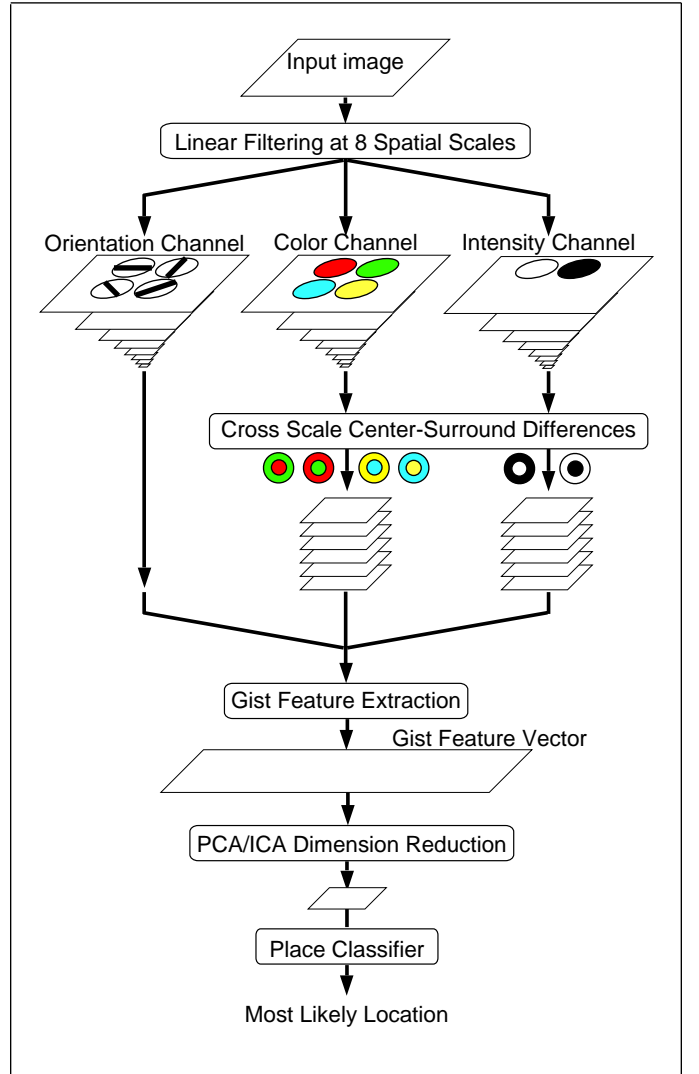 Input image
Linear Filtering at 8 Spatial Scales
Orientation Channel
Color Channel
Intensity Channel
Cross Scale Center-Surround Differences
Gist Feature Extraction
Gist Feature Vector
PCA/ICA Dimension Reduction
Place Classifier
Most Likely Location